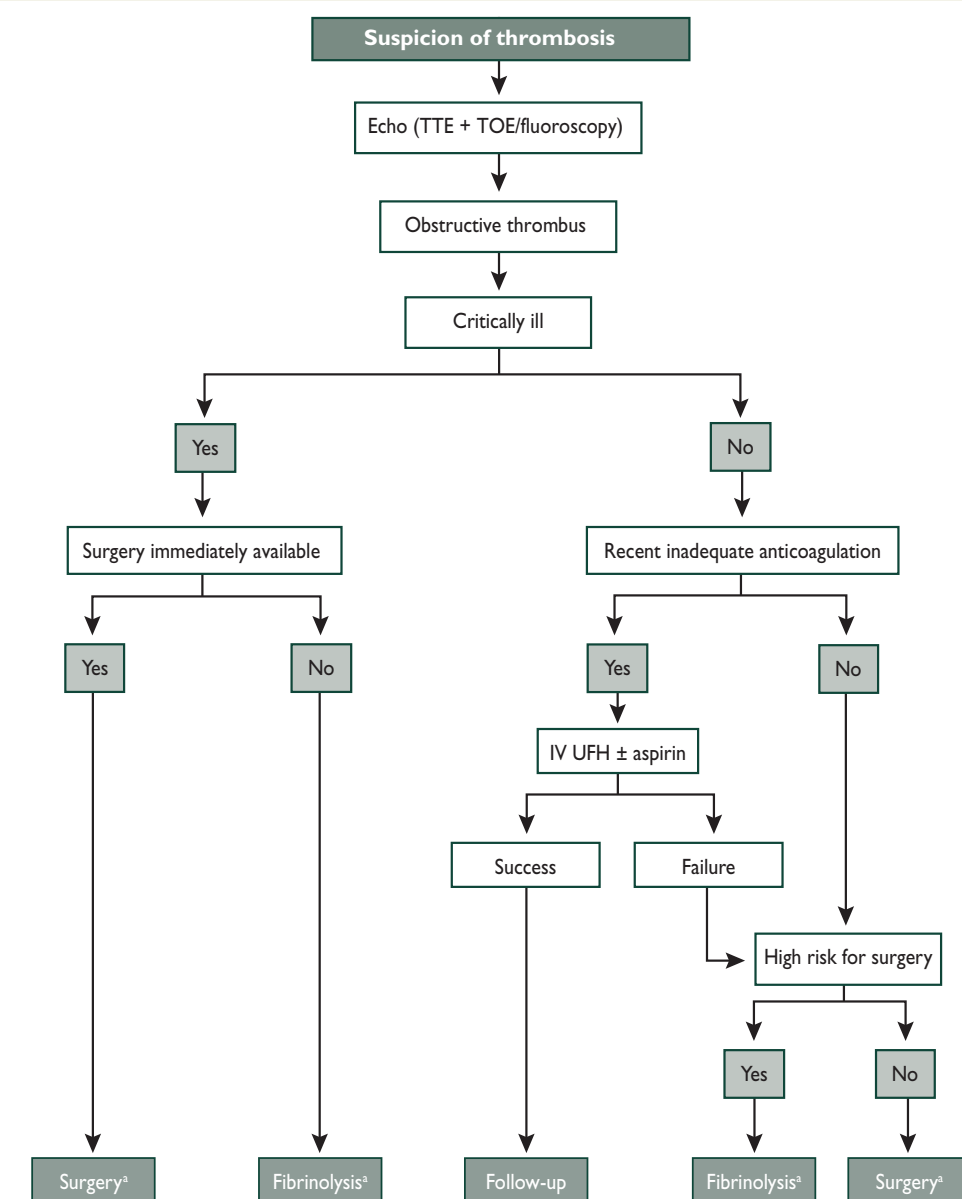 Suspicion of thrombosis
Echo (TTE + TOE/fluoroscopy)
Obstructive thrombus
Critically ill
Yes
No
Surgery immediately available
Recent inadequate anticoagulation
Yes
No
Yes
No
IV UFH ± aspirin
Success
Failure
High risk for surgery
Yes
No
Surgeryᵃ
Fibrinolysisᵃ
Follow-up
Fibrinolysisᵃ
Surgeryᵃ